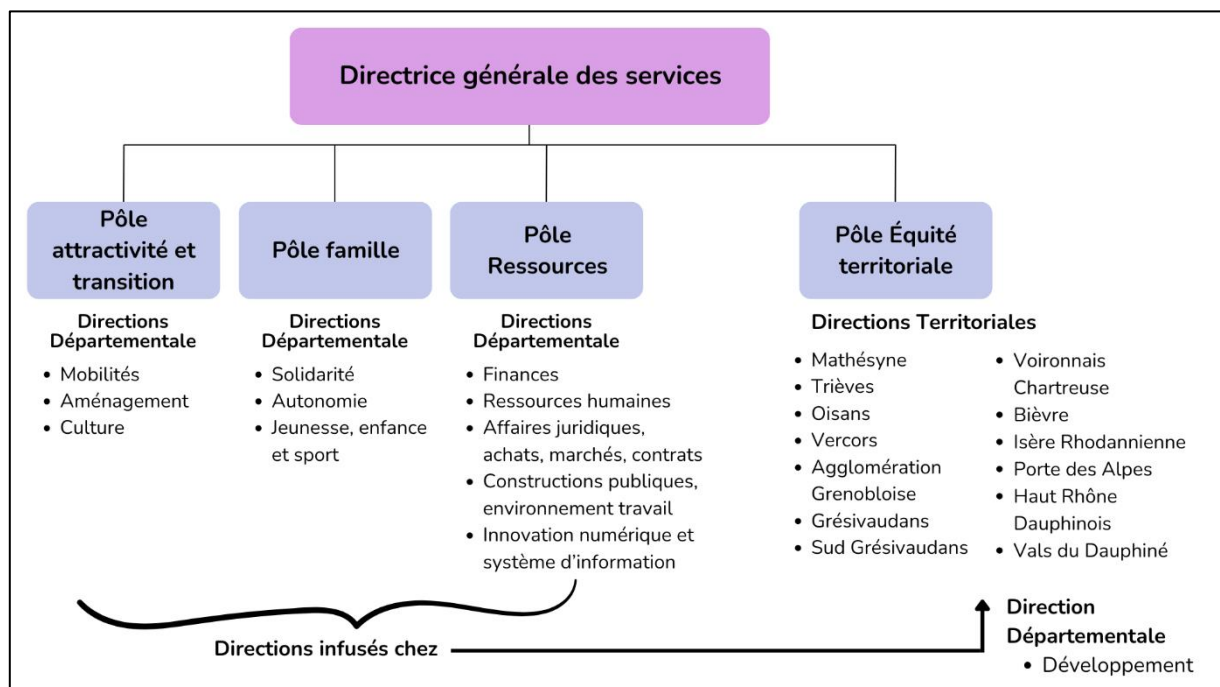 Directrice générale des services
Pôle
attractivité et
transition
Directions
Départementale
• Mobilités
• Aménagement
• Culture
Pôle famille
Directions
Départementale
• Solidarité
• Autonomie
• Jeunesse, enfance
et sport
Pôle
Ressources
Directions
Départementale
• Finances
• Ressources humaines
• Affaires juridiques,
achats, marchés, contrats
• Constructions publiques,
environnement travail
• Innovation numérique et
système d’information
Pôle Équité
territoriale
Directions Territoriales
• Mathésyne
• Trièves
• Oisans
• Vercors
• Agglomération
Grenobloise
• Grésivaudans
• Sud Grésivaudans
• Voironnais
Chartreuse
• Bièvre
• Isère Rhodannienne
• Porte des Alpes
• Haut Rhône
Dauphinois
• Vals du Dauphiné
Directions infusés chez
Direction
Départementale
• Développement